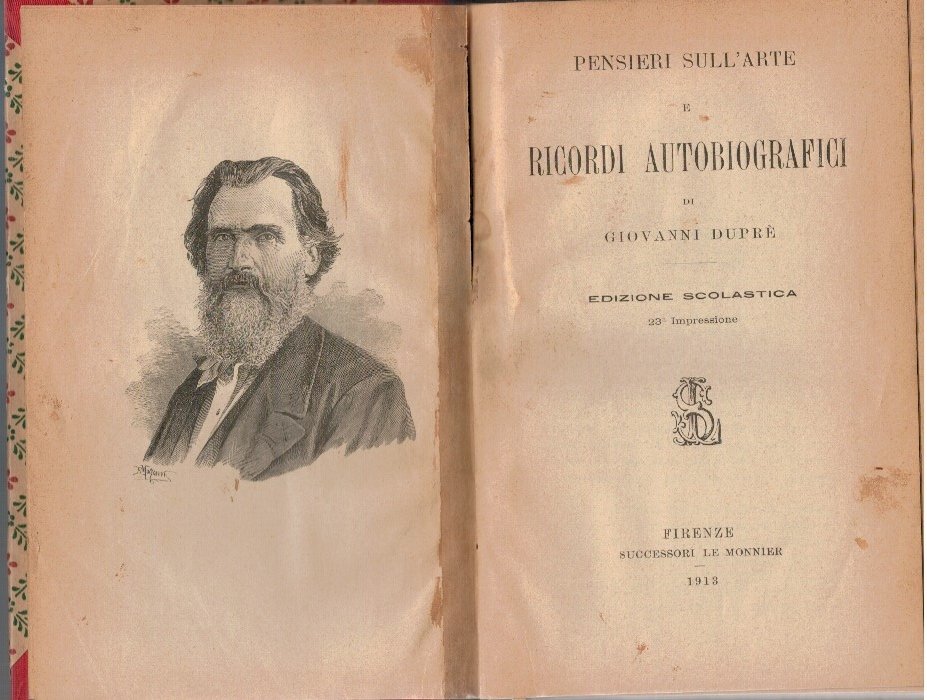 PENSIERI SULL'ARTE
E
RICORDI AUTOBIOGRAFICI
DI
GIOVANNI DUPRÈ
EDIZIONE SCOLASTICA
23ª Impressione
FIRENZE
SUCCESSORI LE MONNIER
1913